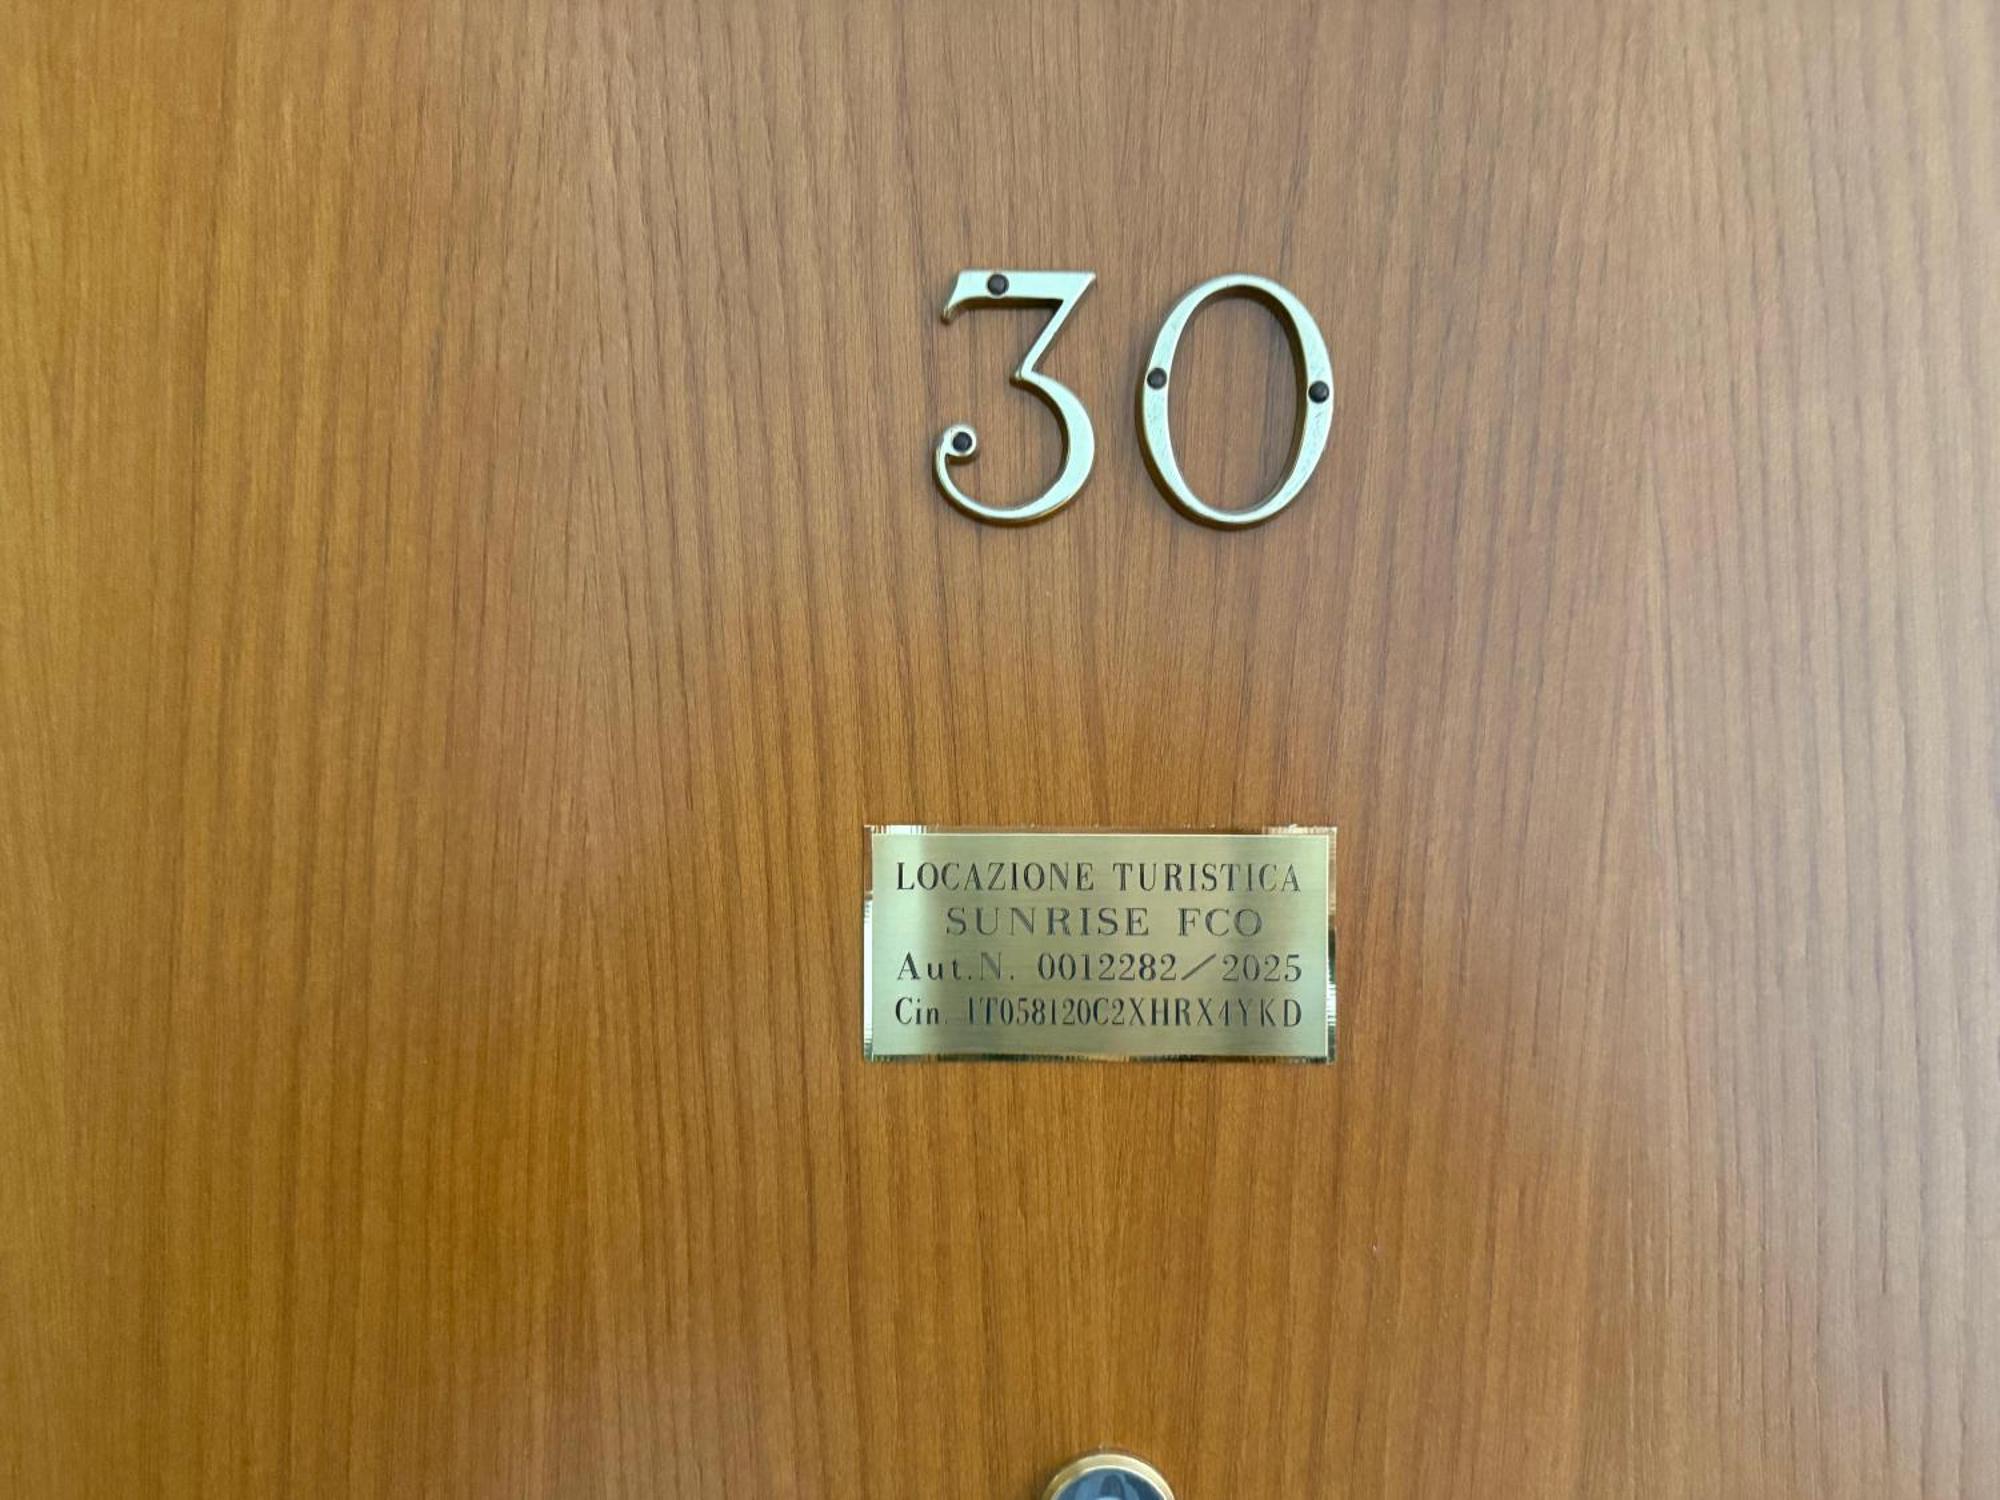 30
LOCAZIONE TURISTICA
SUNRISE FCO
Aut.N. 0012282/2025
Cin. IT058120C2XHRX4YKD